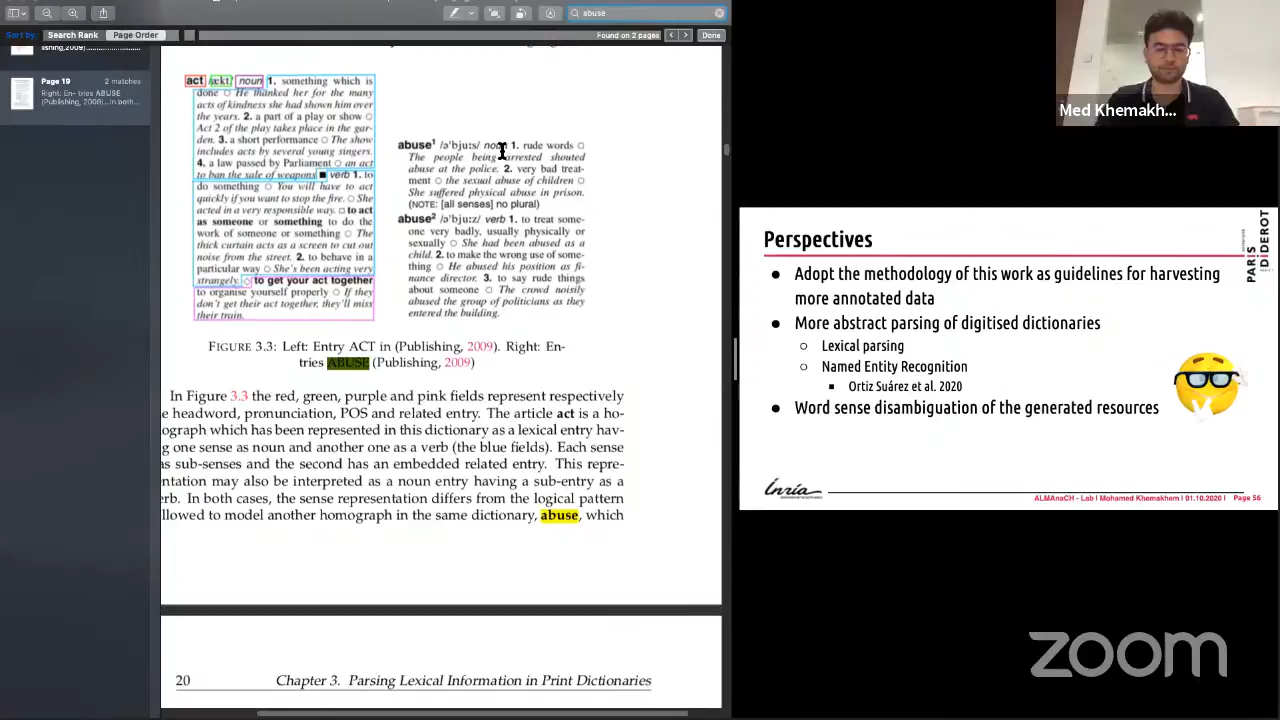 abuse
Sort by:
Search Rank
Page Order
Found on 2 pages
Done
Page 19
2 matches
Right: En- tries ABUSE
(Publishing, 2009)...In both...
act /ækt/ noun 1. something which is
done ○ He thanked her for the many
acts of kindness she had shown him over
the years. 2. a part of a play or show ○
Act 2 of the play takes place in the gar-
den. 3. a short performance ○ The show
includes acts by several young singers.
4. a law passed by Parliament ○ an act
to ban the sale of weapons ■ verb 1. to
do something ○ You will have to act
quickly if you want to stop the fire. ○ She
acted in a very responsible way. □ to act
as someone or something to do the
work of someone or something ○ The
thick curtain acts as a screen to cut out
noise from the street. 2. to behave in a
particular way ○ She's been acting very
strangely. ◇ to get your act together
to organise yourself properly ○ If they
don't get their act together, they'll miss
their train.
abuse¹ /ə'bjuːs/ noun 1. rude words ○
The people being arrested shouted
abuse at the police. 2. very bad treat-
ment ○ the sexual abuse of children ○
She suffered physical abuse in prison.
(NOTE: [all senses] no plural)
abuse² /ə'bjuːz/ verb 1. to treat some-
one very badly, usually physically or
sexually ○ She had been abused as a
child. 2. to make the wrong use of some-
thing ○ He abused his position as fi-
nance director. 3. to say rude things
about someone ○ The crowd noisily
abused the group of politicians as they
entered the building.
FIGURE 3.3: Left: Entry ACT in (Publishing, 2009). Right: En-
tries ABUSE (Publishing, 2009)
In Figure 3.3 the red, green, purple and pink fields represent respectively
e headword, pronunciation, POS and related entry. The article act is a ho-
ograph which has been represented in this dictionary as a lexical entry hav-
g one sense as noun and another one as a verb (the blue fields). Each sense
as sub-senses and the second has an embedded related entry. This repre-
ntation may also be interpreted as a noun entry having a sub-entry as a
erb. In both cases, the sense representation differs from the logical pattern
llowed to model another homograph in the same dictionary, abuse, which
20
Chapter 3. Parsing Lexical Information in Print Dictionaries
Med Khemakh...
Perspectives
● Adopt the methodology of this work as guidelines for harvesting
more annotated data
● More abstract parsing of digitised dictionaries
○ Lexical parsing
○ Named Entity Recognition
■ Ortiz Suárez et al. 2020
● Word sense disambiguation of the generated resources
PARIS
DIDEROT
Inria
ALMAnaCH - Lab I Mohamed Khemakhem I 01.10.2020 I Page 56
zoom